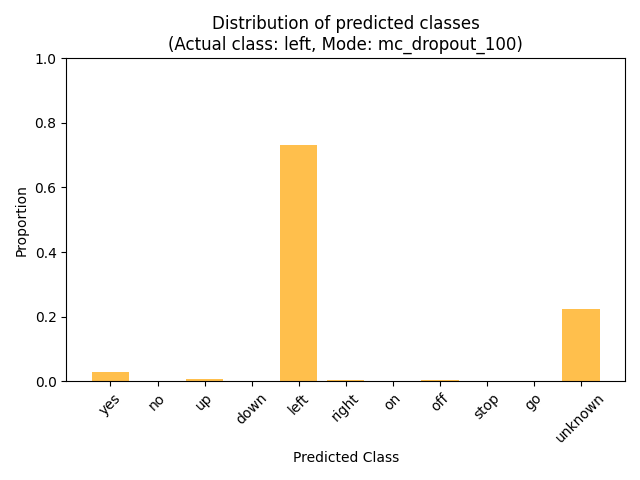 Distribution of predicted classes
(Actual class: left, Mode: mc_dropout_100)
1.0
0.8
0.6
0.4
0.2
0.0
Proportion
yes
no
up
down
left
right
on
off
stop
go
unknown
Predicted Class